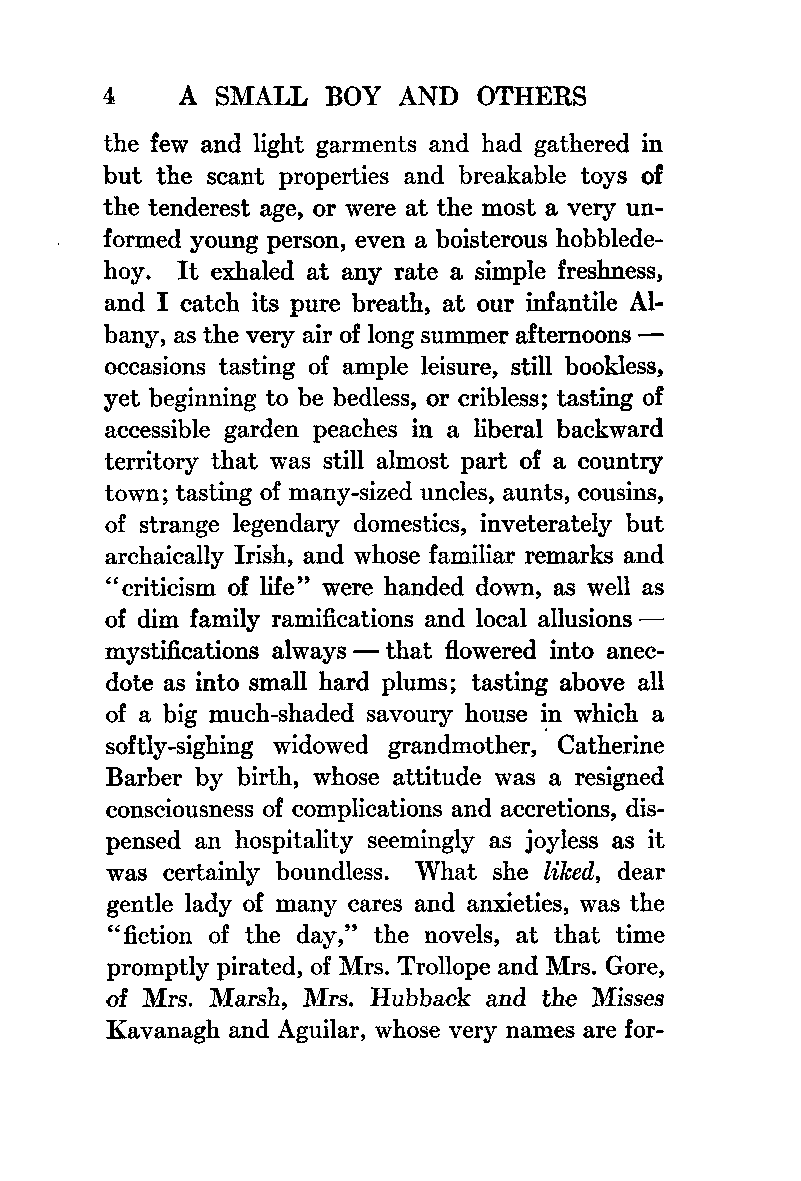 4 A SMALL BOY AND OTHERS
the few and light garments and had gathered in
but the scant properties and breakable toys of
the tenderest age, or were at the most a very un-
formed young person, even a boisterous hobblede-
hoy. It exhaled at any rate a simple freshness,
and I catch its pure breath, at our infantile Al-
bany, as the very air of long summer afternoons —
occasions tasting of ample leisure, still bookless,
yet beginning to be bedless, or cribless; tasting of
accessible garden peaches in a liberal backward
territory that was still almost part of a country
town; tasting of many-sized uncles, aunts, cousins,
of strange legendary domestics, inveterately but
archaically Irish, and whose familiar remarks and
“criticism of life” were handed down, as well as
of dim family ramifications and local allusions —
mystifications always — that flowered into anec-
dote as into small hard plums; tasting above all
of a big much-shaded savoury house in which a
softly-sighing widowed grandmother, Catherine
Barber by birth, whose attitude was a resigned
consciousness of complications and accretions, dis-
pensed an hospitality seemingly as joyless as it
was certainly boundless. What she liked, dear
gentle lady of many cares and anxieties, was the
“fiction of the day,” the novels, at that time
promptly pirated, of Mrs. Trollope and Mrs. Gore,
of Mrs. Marsh, Mrs. Hubback and the Misses
Kavanagh and Aguilar, whose very names are for-